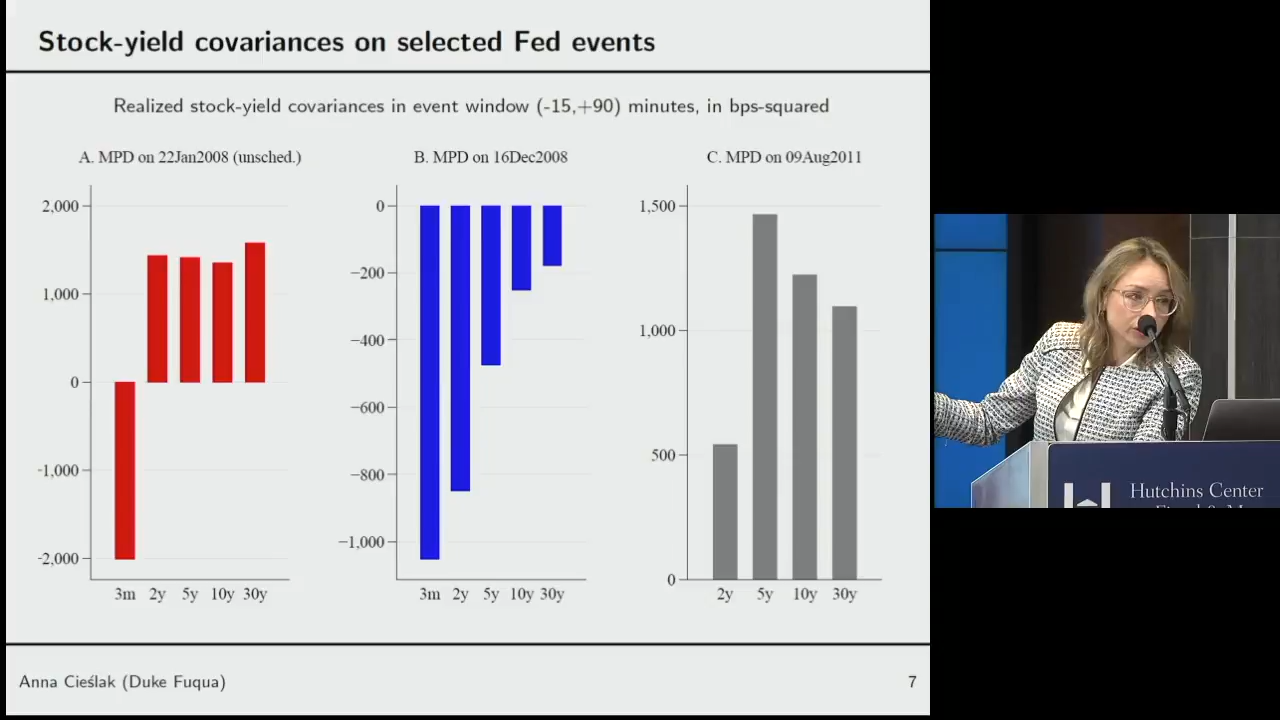 Stock-yield covariances on selected Fed events
Realized stock-yield covariances in event window (-15,+90) minutes, in bps-squared
A. MPD on 22Jan2008 (unsched.)
2,000
1,000
0
-1,000
-2,000
3m 2y 5y 10y 30y
B. MPD on 16Dec2008
0
−200
−400
−600
−800
−1,000
3m 2y 5y 10y 30y
C. MPD on 09Aug2011
1,500
1,000
500
0
2y 5y 10y 30y
Anna Cieślak (Duke Fuqua)
7
Hutchins Center